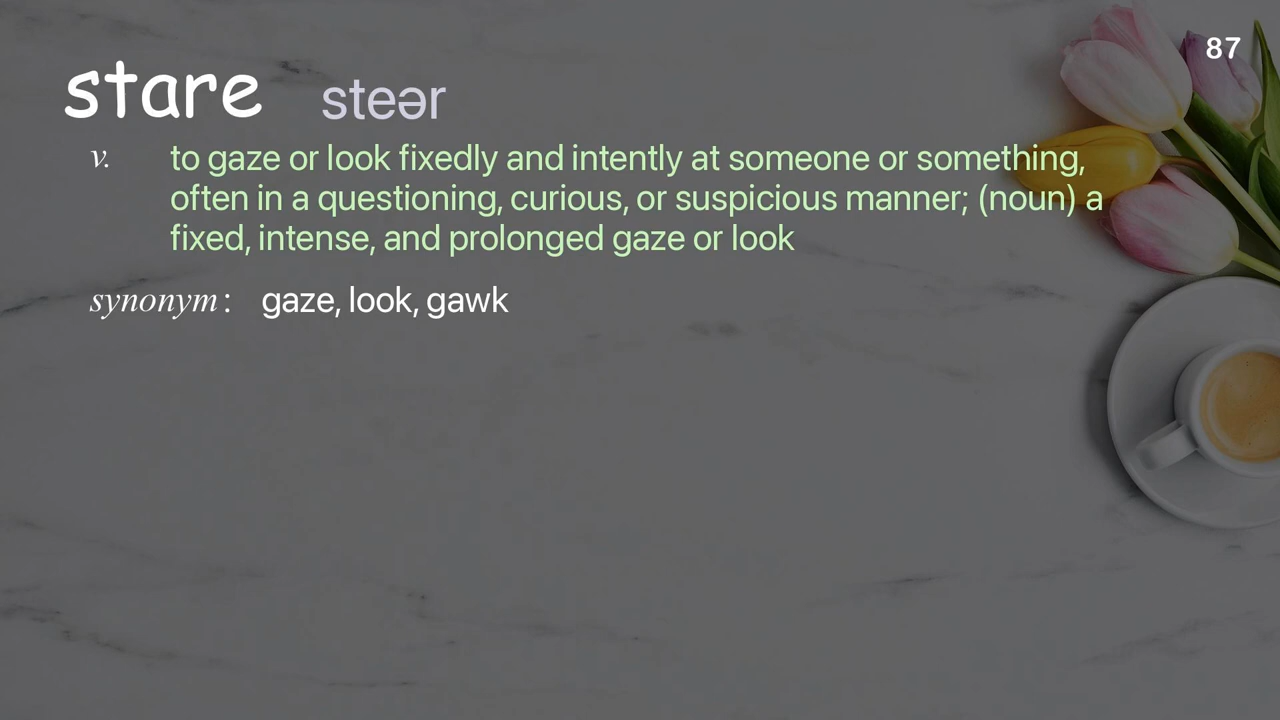 87
stare steər
v. to gaze or look fixedly and intently at someone or something,
often in a questioning, curious, or suspicious manner; (noun) a
fixed, intense, and prolonged gaze or look
synonym : gaze, look, gawk